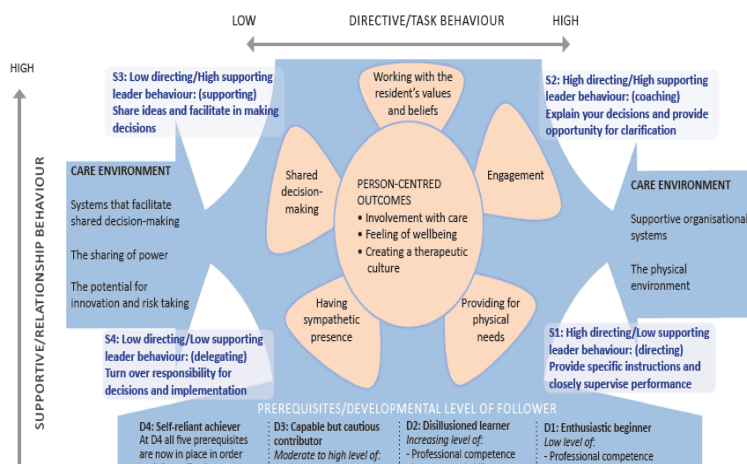 DIRECTIVE/TASK BEHAVIOUR
LOW
HIGH
HIGH
SUPPORTIVE/RELATIONSHIP BEHAVIOUR
S3: Low directing/High supporting
leader behaviour: (supporting)
Share ideas and facilitate in making
decisions
Working with the
resident's values
and beliefs
S2: High directing/High supporting
leader behaviour: (coaching)
Explain your decisions and provide
opportunity for clarification
CARE ENVIRONMENT
Systems that facilitate
shared decision-making
The sharing of power
The potential for
innovation and risk taking
Shared
decision-
making
PERSON-CENTRED
OUTCOMES
• Involvement with care
• Feeling of wellbeing
• Creating a therapeutic
culture
Engagement
CARE ENVIRONMENT
Supportive organisational
systems
The physical
environment
Having
sympathetic
presence
Providing for
physical
needs
S4: Low directing/Low supporting
leader behaviour: (delegating)
Turn over responsibility for
decisions and implementation
S1: High directing/Low supporting
leader behaviour: (directing)
Provide specific instructions and
closely supervise performance
PREREQUISITES/DEVELOPMENTAL LEVEL OF FOLLOWER
D4: Self-reliant achiever
At D4 all five prerequisites
are now in place in order
D3: Capable but cautious
contributor
Moderate to high level of:
D2: Disillusioned learner
Increasing level of:
- Professional competence
D1: Enthusiastic beginner
Low level of:
- Professional competence